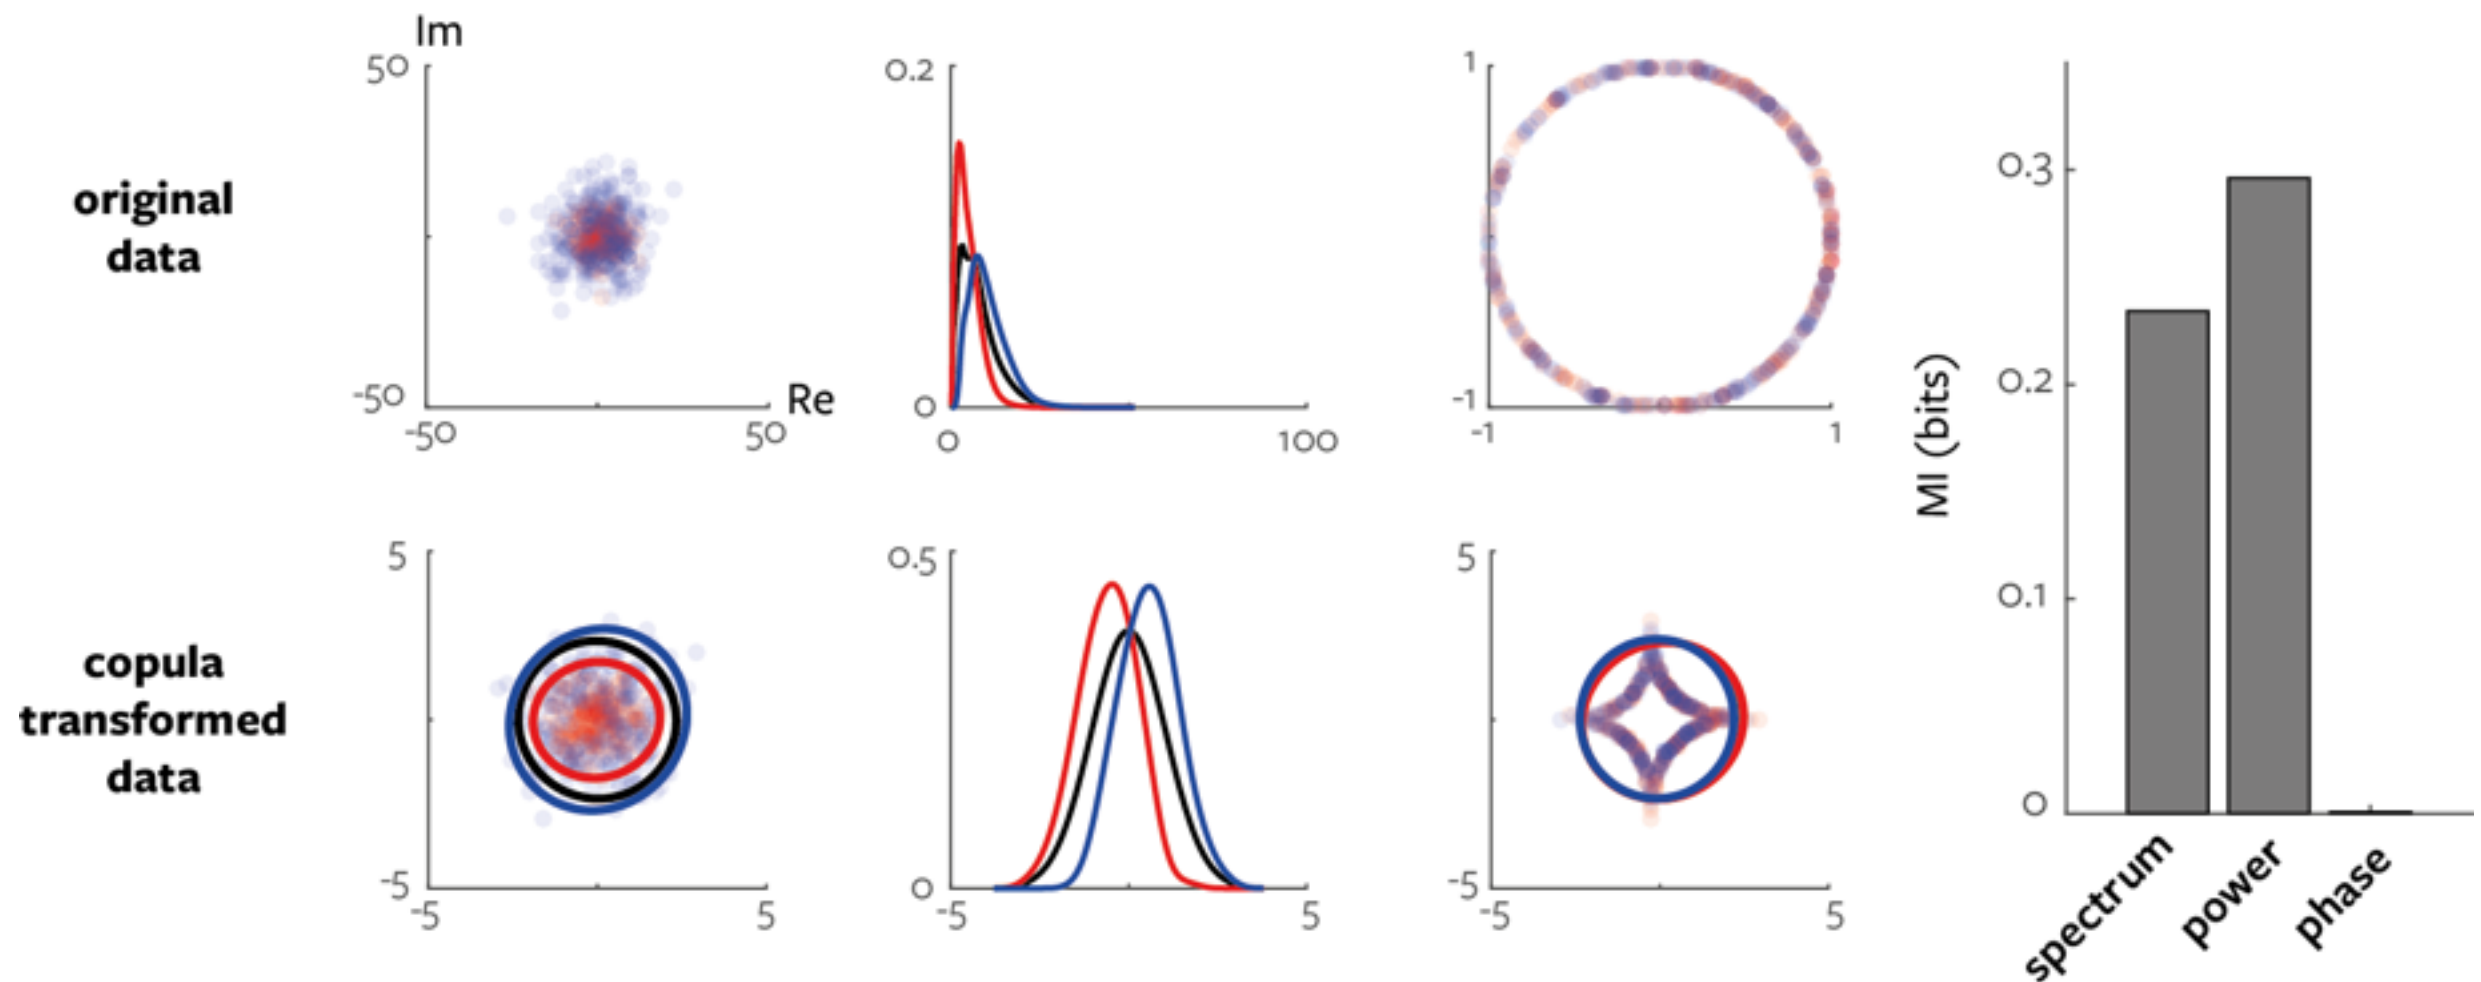 original
data
Im
50
-50
-50
50
Re
0.2
0
0
100
1
-1
-1
1
copula
transformed
data
5
-5
-5
5
0.5
0
-5
5
5
-5
-5
5
MI (bits)
0.3
0.2
0.1
0
spectrum
power
phase